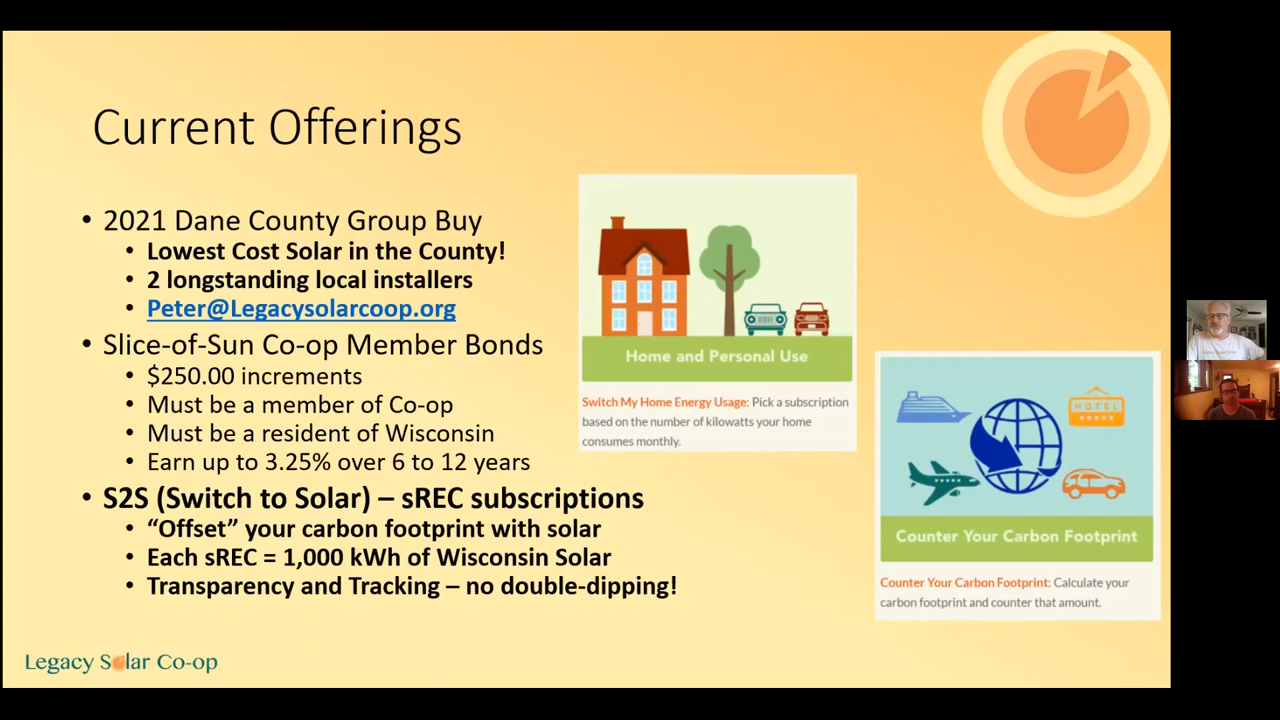 Current Offerings
• 2021 Dane County Group Buy
• Lowest Cost Solar in the County!
• 2 longstanding local installers
• Peter@Legacysolarcoop.org
• Slice-of-Sun Co-op Member Bonds
• $250.00 increments
• Must be a member of Co-op
• Must be a resident of Wisconsin
• Earn up to 3.25% over 6 to 12 years
• S2S (Switch to Solar) – sREC subscriptions
• “Offset” your carbon footprint with solar
• Each sREC = 1,000 kWh of Wisconsin Solar
• Transparency and Tracking – no double-dipping!
Home and Personal Use
Switch My Home Energy Usage: Pick a subscription
based on the number of kilowatts your home
consumes monthly.
HOTEL
Counter Your Carbon Footprint
Counter Your Carbon Footprint: Calculate your
carbon footprint and counter that amount.
Legacy Solar Co-op